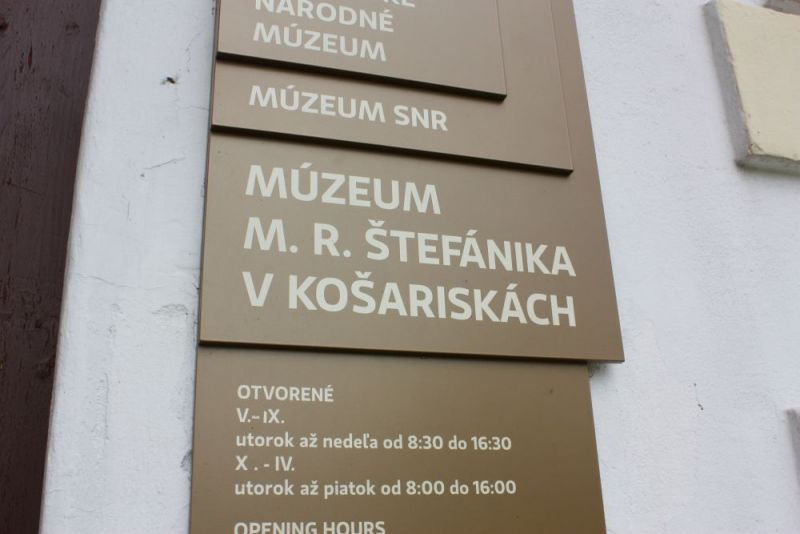 NÁRODNÉ
MÚZEUM
MÚZEUM SNR
MÚZEUM
M. R. ŠTEFÁNIKA
V KOŠARISKÁCH
OTVORENÉ
V.- IX.
utorok až nedeľa od 8:30 do 16:30
X . - IV.
utorok až piatok od 8:00 do 16:00
OPENING HOURS